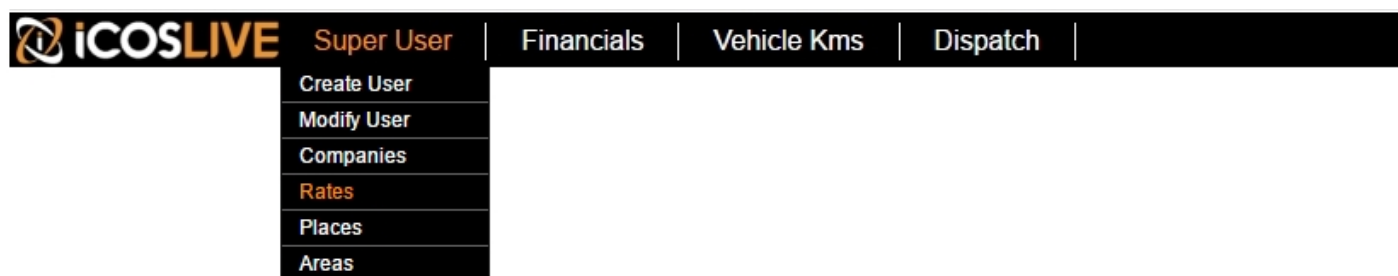 iCOSLIVE Super User Financials Vehicle Kms Dispatch
Create User
Modify User
Companies
Rates
Places
Areas